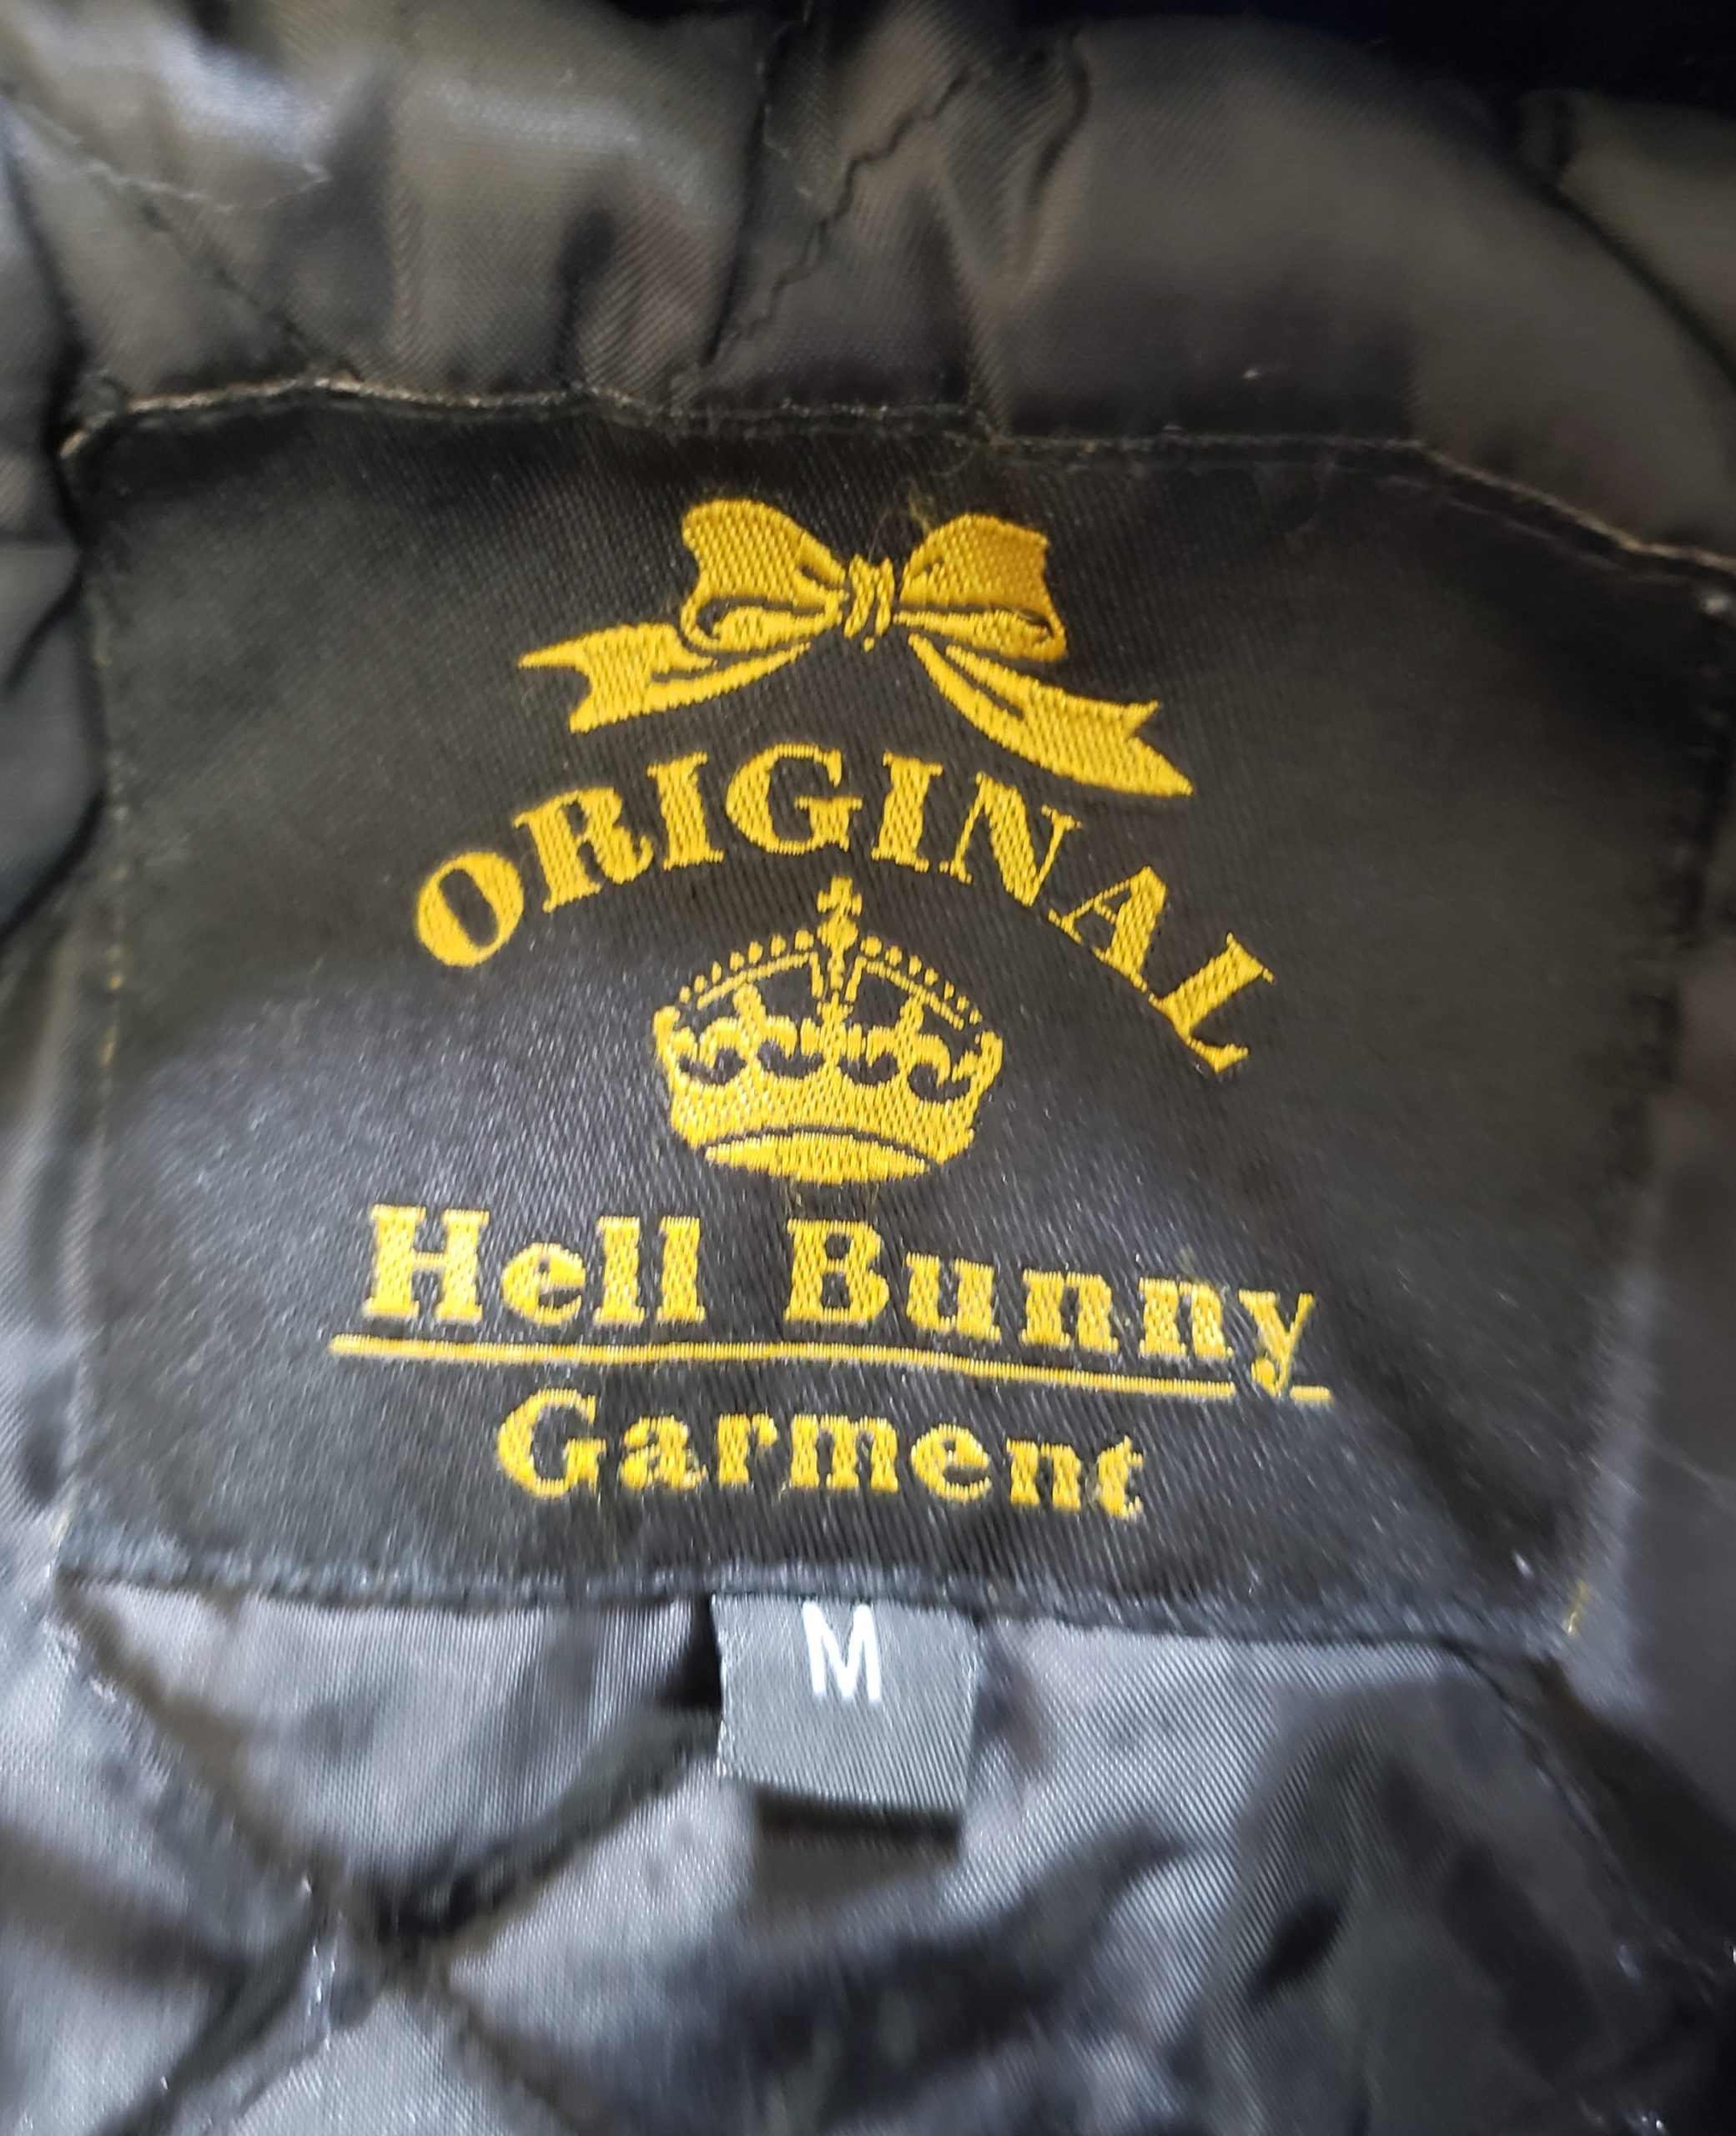 ORIGINAL
Hell Bunny
Garment
M